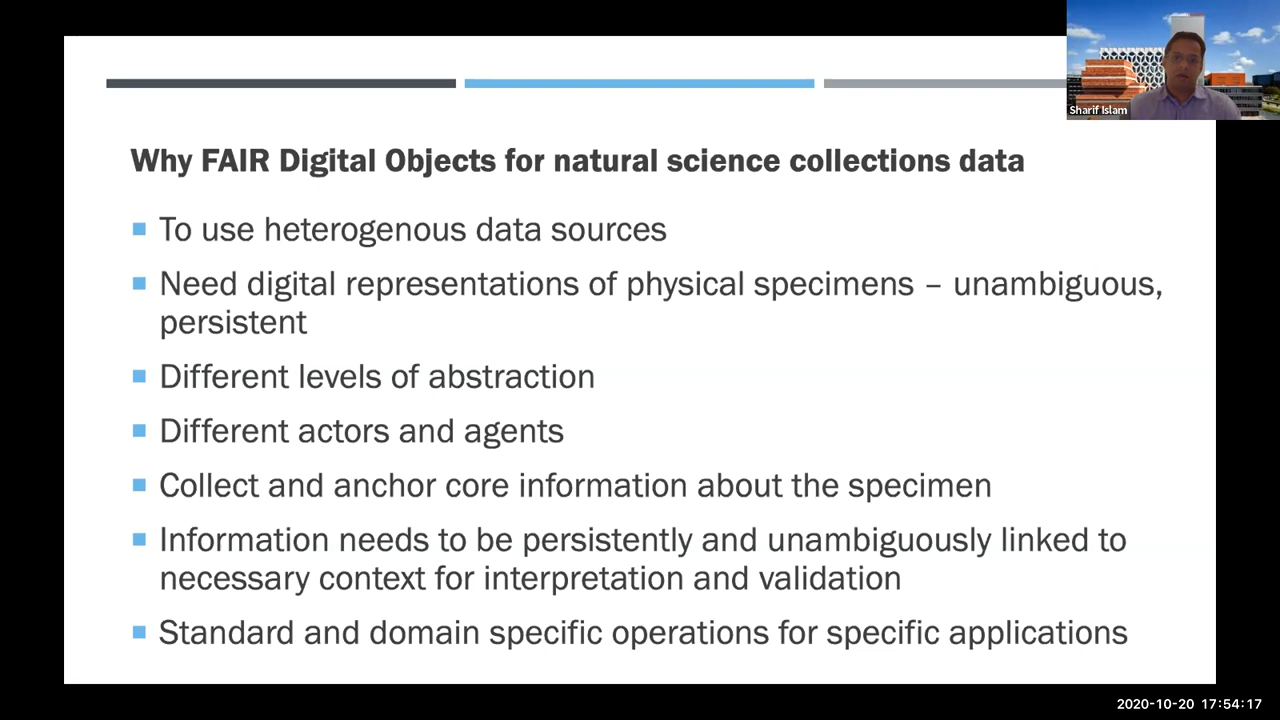 Sharif Islam
Why FAIR Digital Objects for natural science collections data
To use heterogenous data sources
Need digital representations of physical specimens – unambiguous,
persistent
Different levels of abstraction
Different actors and agents
Collect and anchor core information about the specimen
Information needs to be persistently and unambiguously linked to
necessary context for interpretation and validation
Standard and domain specific operations for specific applications
2020-10-20 17:54:17